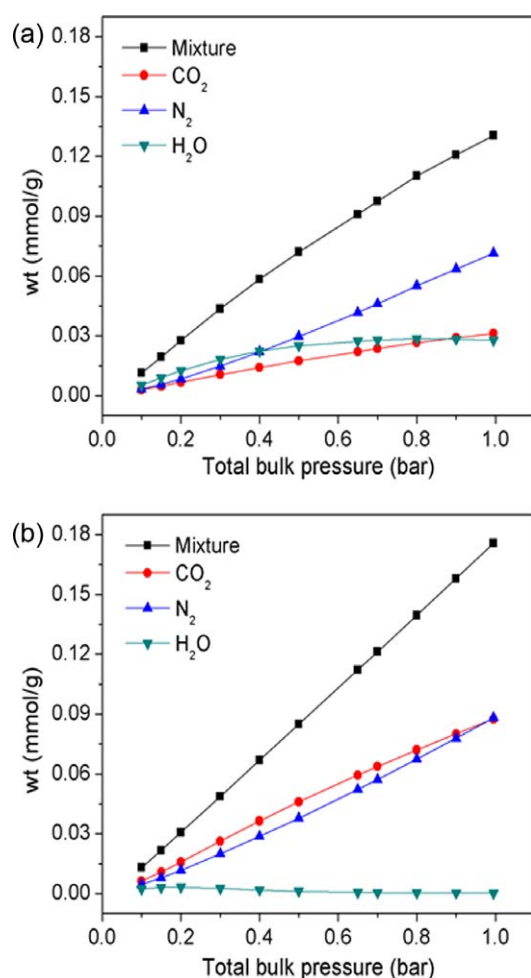 (a)
0.18
0.15
0.12
0.09
0.06
0.03
0.00
wt (mmol/g)
Mixture
CO₂
N₂
H₂O
0.0 0.2 0.4 0.6 0.8 1.0
Total bulk pressure (bar)
(b)
0.18
0.15
0.12
0.09
0.06
0.03
0.00
wt (mmol/g)
Mixture
CO₂
N₂
H₂O
0.0 0.2 0.4 0.6 0.8 1.0
Total bulk pressure (bar)